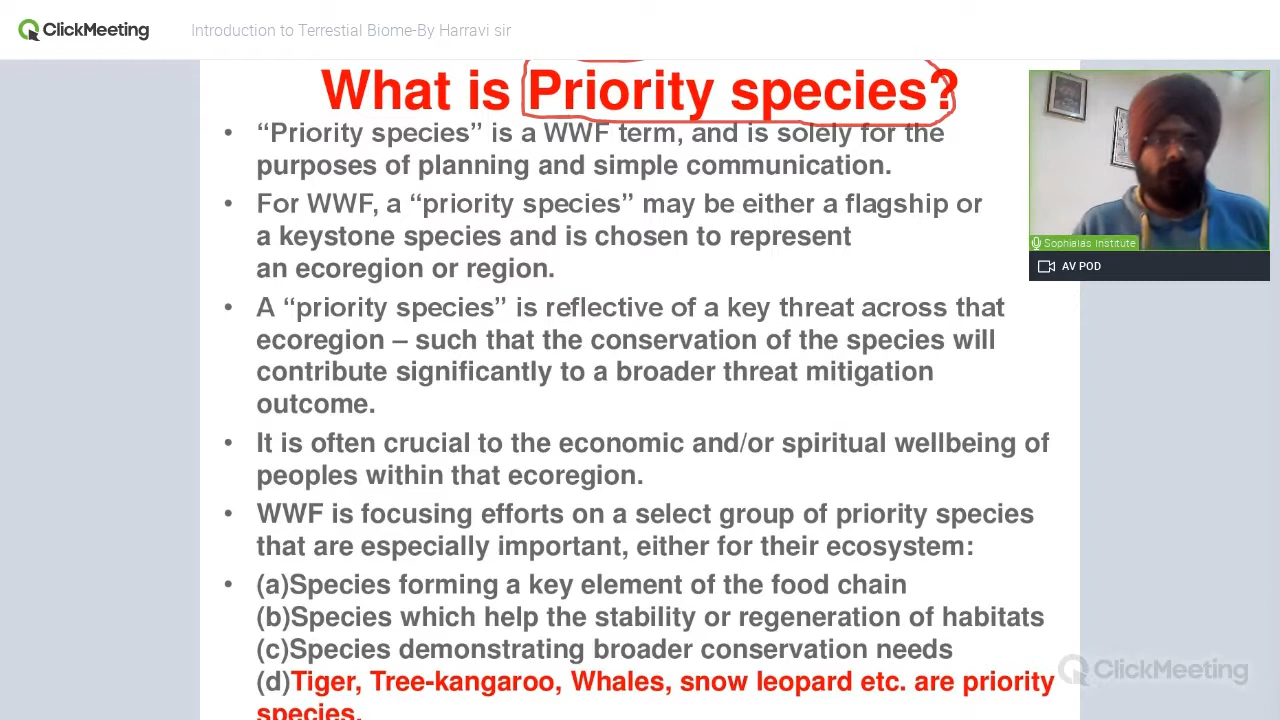 ClickMeeting
Introduction to Terrestial Biome-By Harravi sir
What is Priority species?
• “Priority species” is a WWF term, and is solely for the
purposes of planning and simple communication.
• For WWF, a “priority species” may be either a flagship or
a keystone species and is chosen to represent
an ecoregion or region.
• A “priority species” is reflective of a key threat across that
ecoregion – such that the conservation of the species will
contribute significantly to a broader threat mitigation
outcome.
• It is often crucial to the economic and/or spiritual wellbeing of
peoples within that ecoregion.
• WWF is focusing efforts on a select group of priority species
that are especially important, either for their ecosystem:
• (a)Species forming a key element of the food chain
(b)Species which help the stability or regeneration of habitats
(c)Species demonstrating broader conservation needs
(d)Tiger, Tree-kangaroo, Whales, snow leopard etc. are priority
species.
Sophialas Institute
AV POD
ClickMeeting